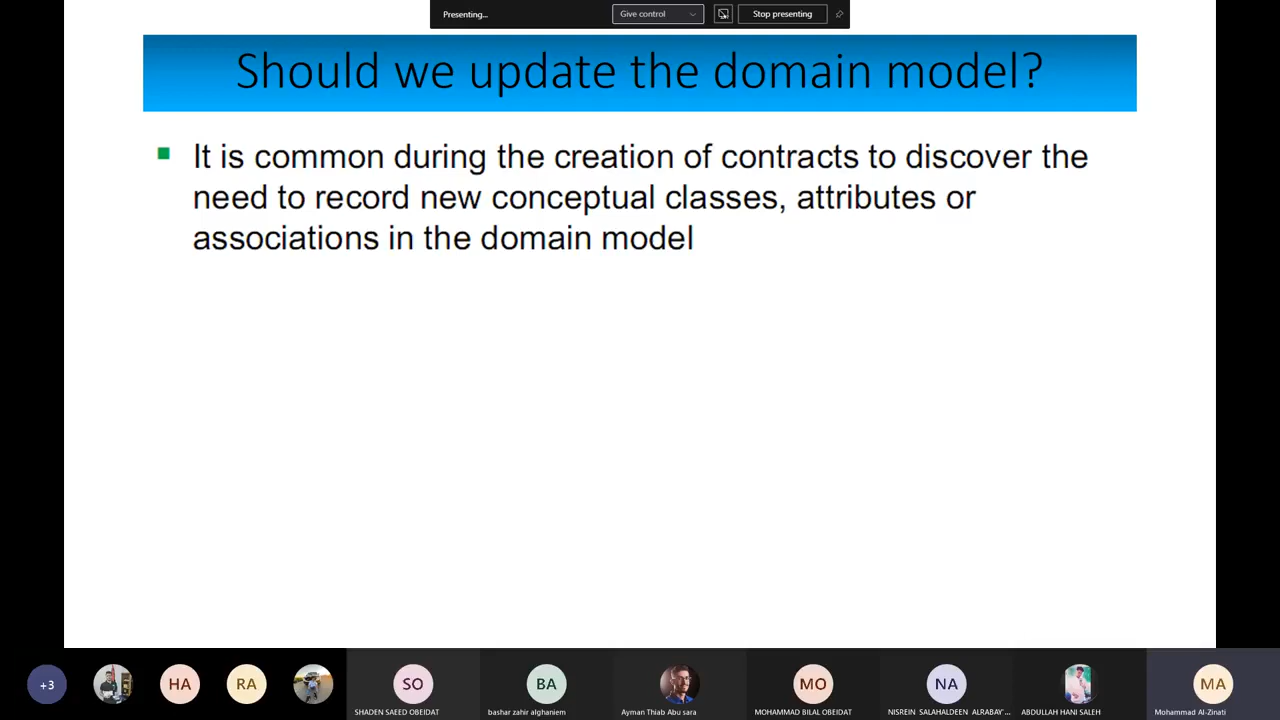 Presenting...
Give control
Stop presenting
Should we update the domain model?
It is common during the creation of contracts to discover the
need to record new conceptual classes, attributes or
associations in the domain model
+3
HA
RA
SO
BA
MO
NA
MA
SHADEN SAEED OBEIDAT
bashar zahir alghaniem
Ayman Thiab Abu sara
MOHAMMAD BILAL OBEIDAT
NISREIN SALAHALDEEN ALRABAY'...
ABDULLAH HANI SALEH
Mohammad Al-Zinati